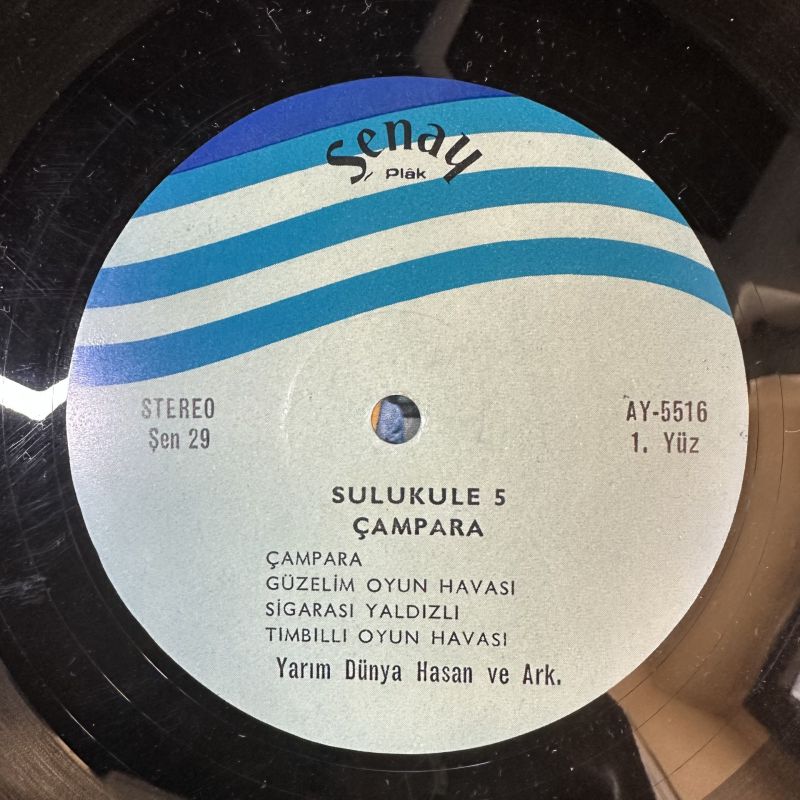 Şenay
Plâk
STEREO
Şen 29
AY-5516
1. Yüz
SULUKULE 5
ÇAMPARA
ÇAMPARA
GÜZELİM OYUN HAVASI
SİGARASI YALDIZLI
TIMBILLI OYUN HAVASI
Yarım Dünya Hasan ve Ark.